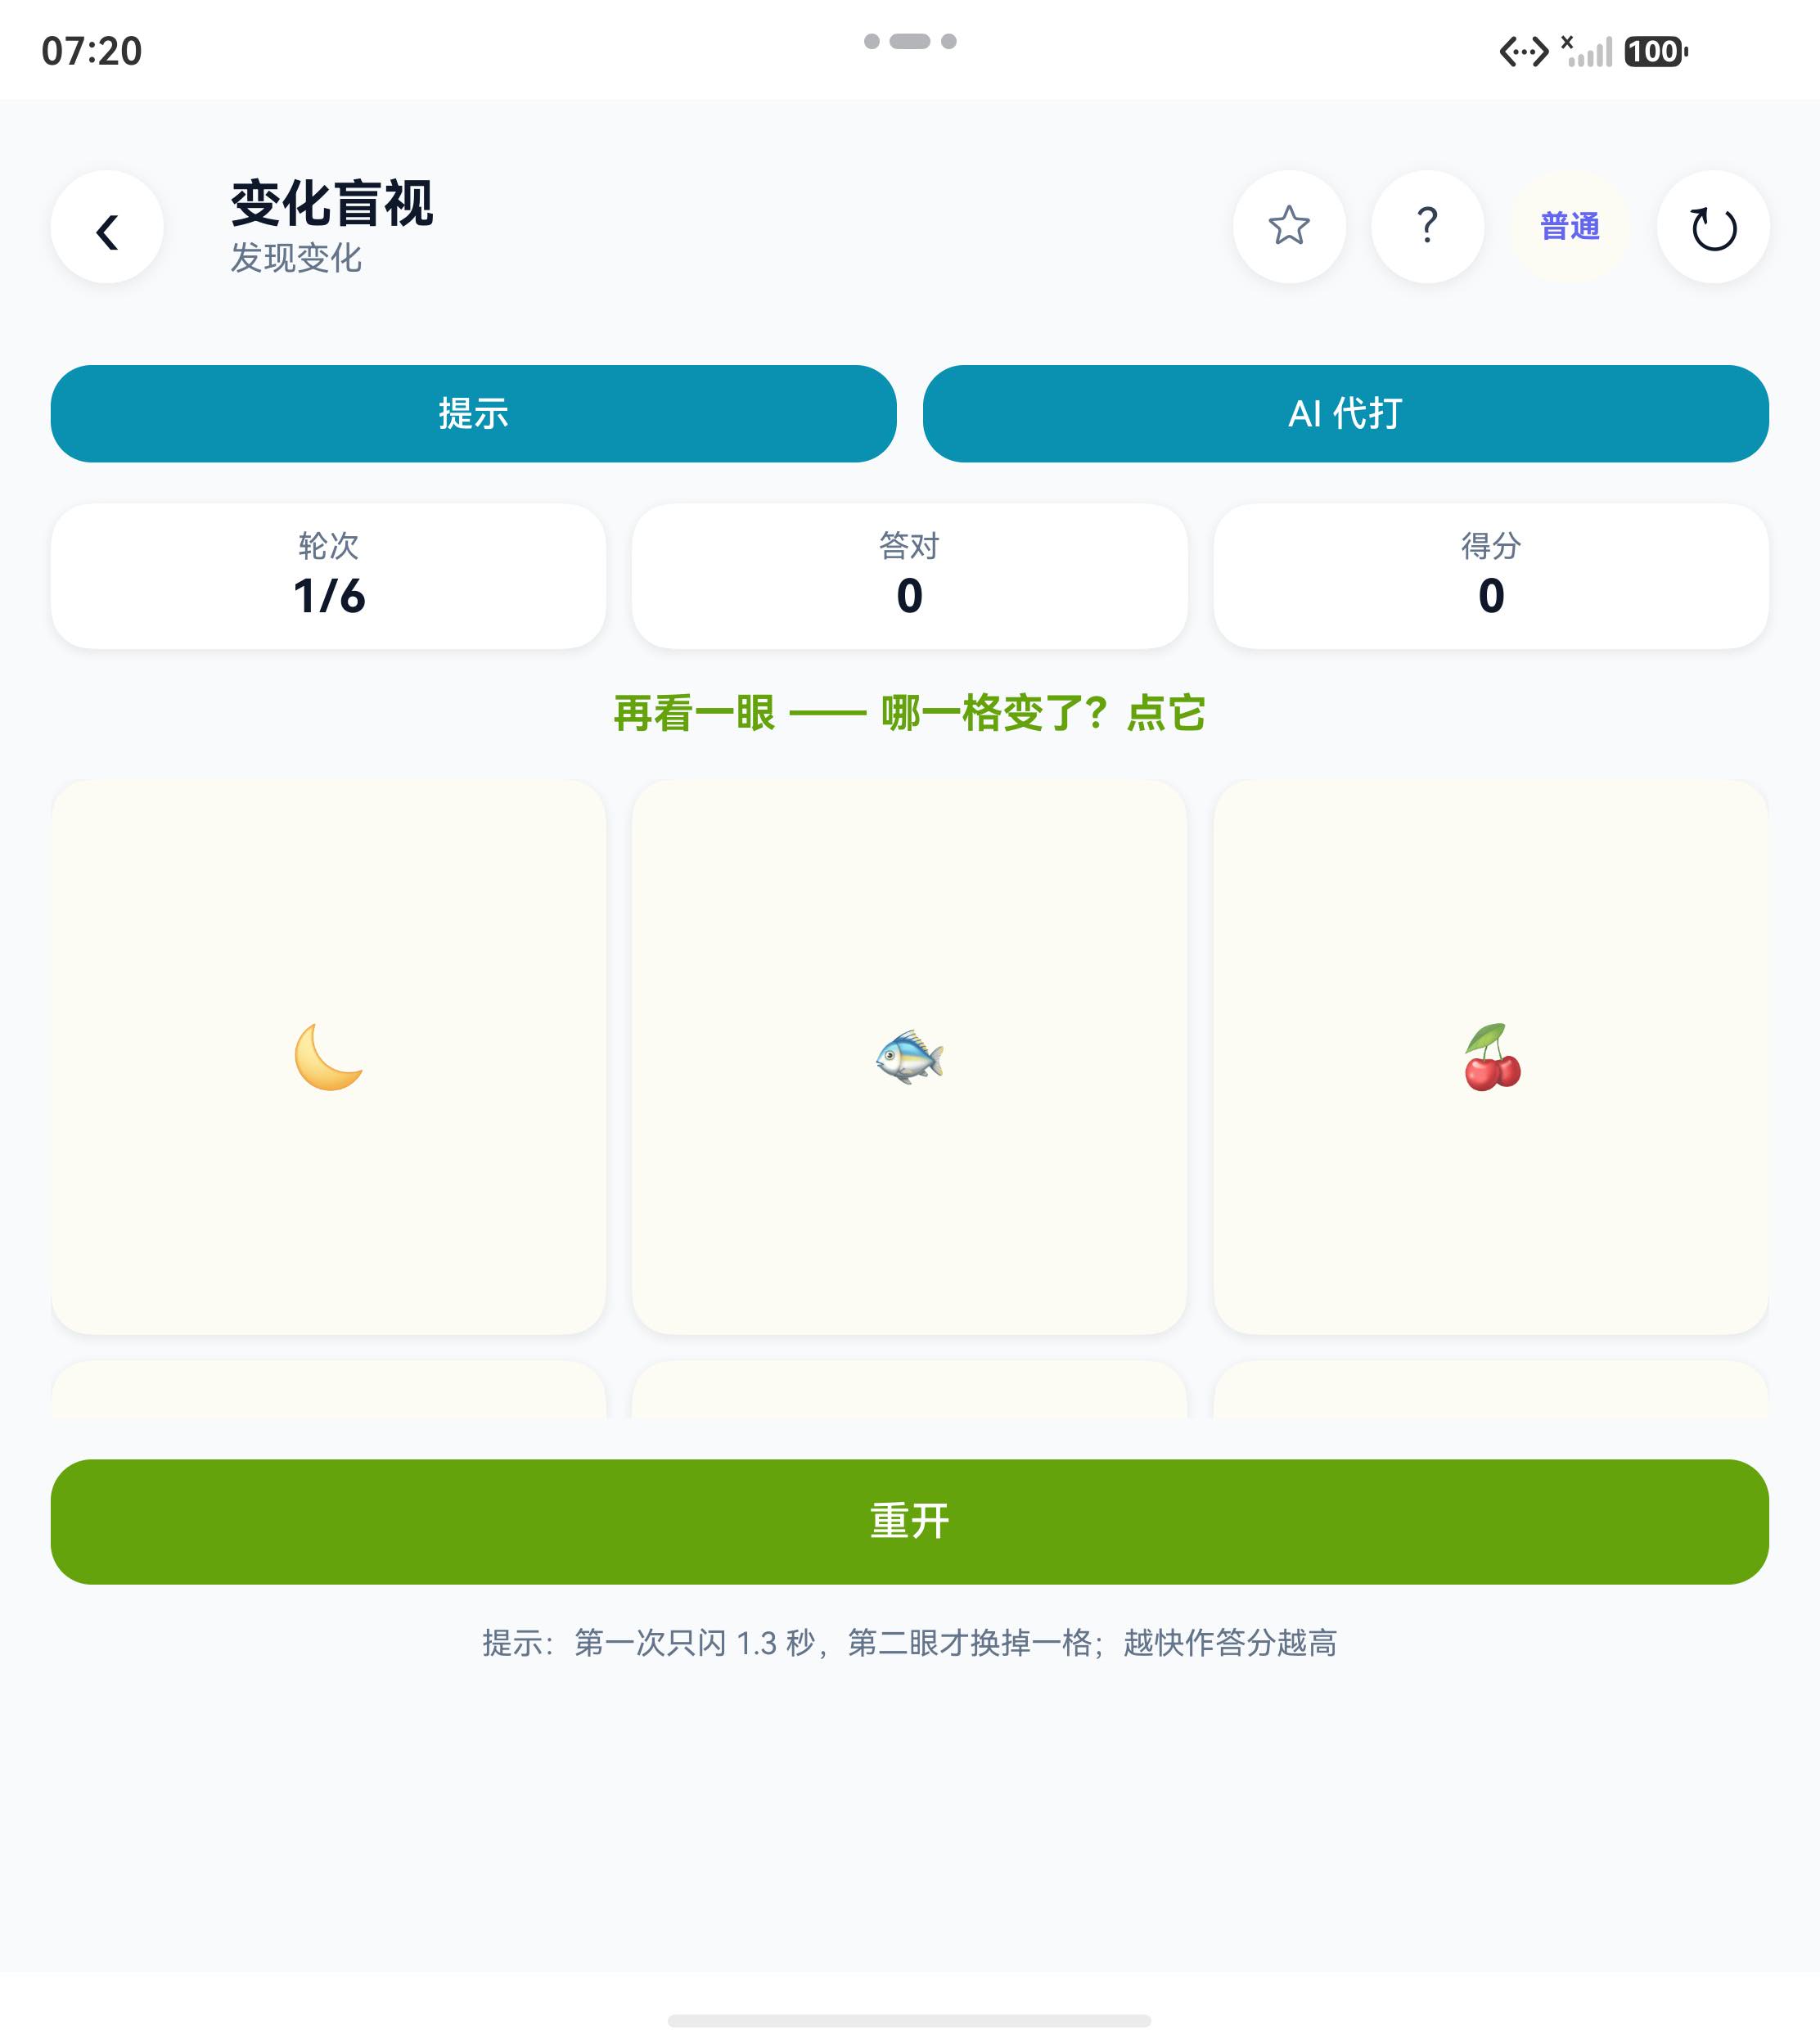 07:20
100
变化盲视
发现变化
?
普通
提示
AI 代打
轮次
1/6
答对
0
得分
0
再看一眼 —— 哪一格变了？点它
重开
提示：第一次只闪 1.3 秒，第二眼才换掉一格；越快作答分越高